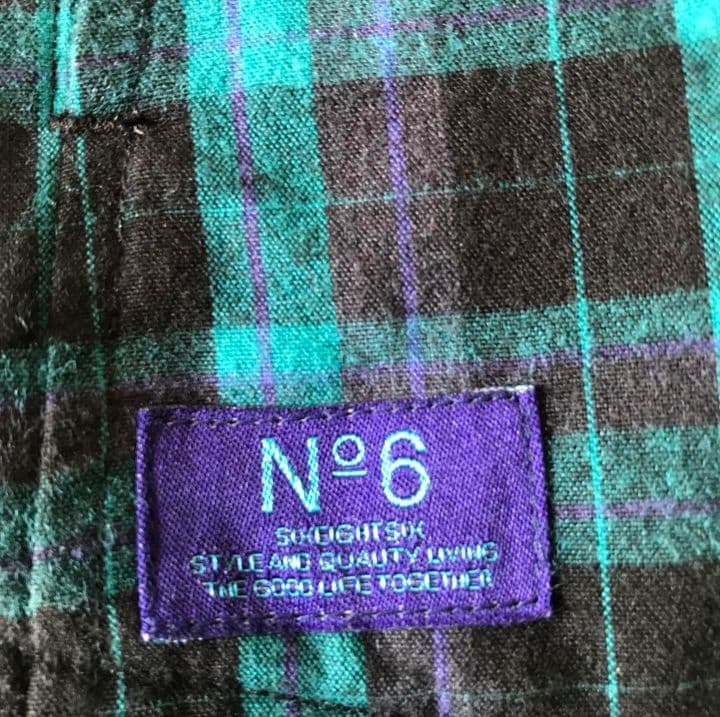 Nº6
SIXEIGHTSIX
STYLE AND QUALITY LIVING
THE GOOD LIFE TOGETHER